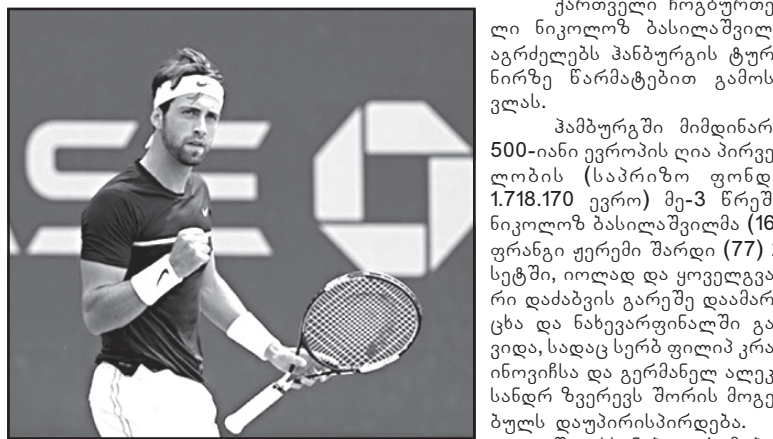 ქართველი ჩოგბურთე
ლი ნიკოლოზ ბასილაშვილ
აგრძელებს ჰანბურგის ტურ
ნირზე წარმატებით გამოს
ვლას.
ჰამბურგში მიმდინარ
500-იანი ევროპის ღია პირვე
ლობის (საპრიზო ფონდ
1.718.170 ევრო) მე-3 წრეშ
ნიკოლოზ ბასილაშვილმა (16
ფრანგი ჟერემი შარდი (77)
სეტში, იოლად და ყოველგვა
რი დაძაბვის გარეშე დაამარ
ცხა და ნახევარფინალში გა
ვიდა, სადაც სერბ ფილიპ კრა
ინოვიჩსა და გერმანელ ალეკ
სანდრ ზვერევს შორის მოგე
ბულს დაუპირისპირდება.
SE